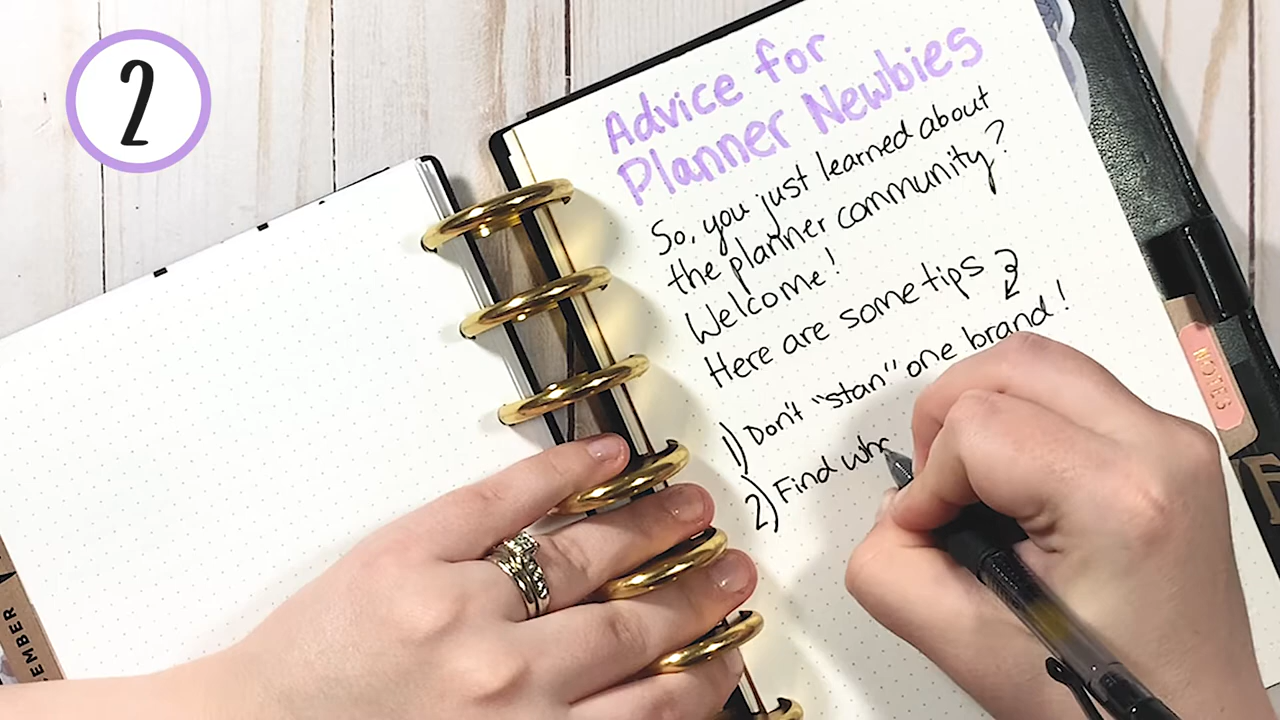 2
Advice for
Planner Newbies
So, you just learned about
the planner community?
Welcome!
Here are some tips
1) Don't "stan" one brand!
2) Find wha
NOTES
EMBER